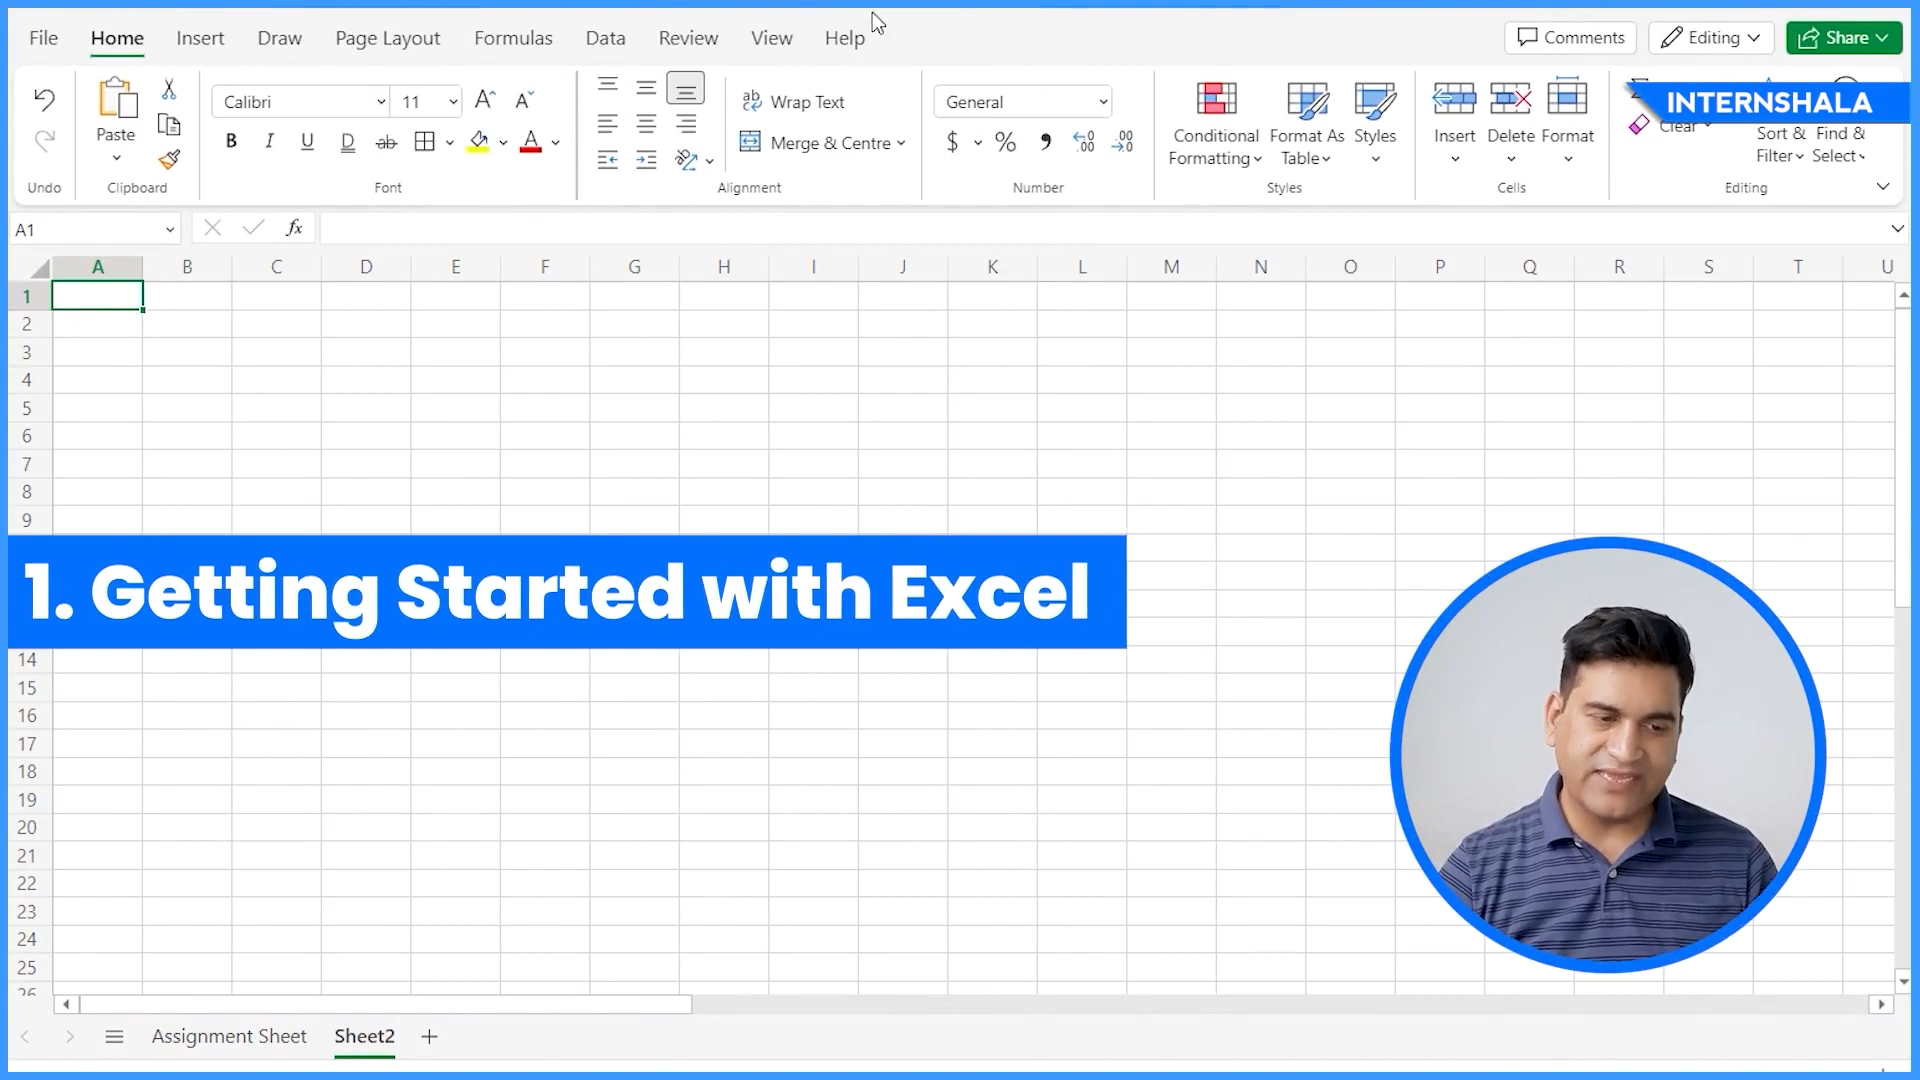 File Home Insert Draw Page Layout Formulas Data Review View Help Comments Editing Share
INTERNSHALA
Calibri 11 Wrap Text General
Paste B I U D ab Merge & Centre $ % Conditional Formatting Format As Table Styles Insert Delete Format Clear Sort & Filter Find & Select
Undo Clipboard Font Alignment Number Styles Cells Editing
A1 fx
A B C D E F G H I J K L M N O P Q R S T U
1
2
3
4
5
6
7
8
9
1. Getting Started with Excel
14
15
16
17
18
19
20
21
22
23
24
25
26
Assignment Sheet Sheet2